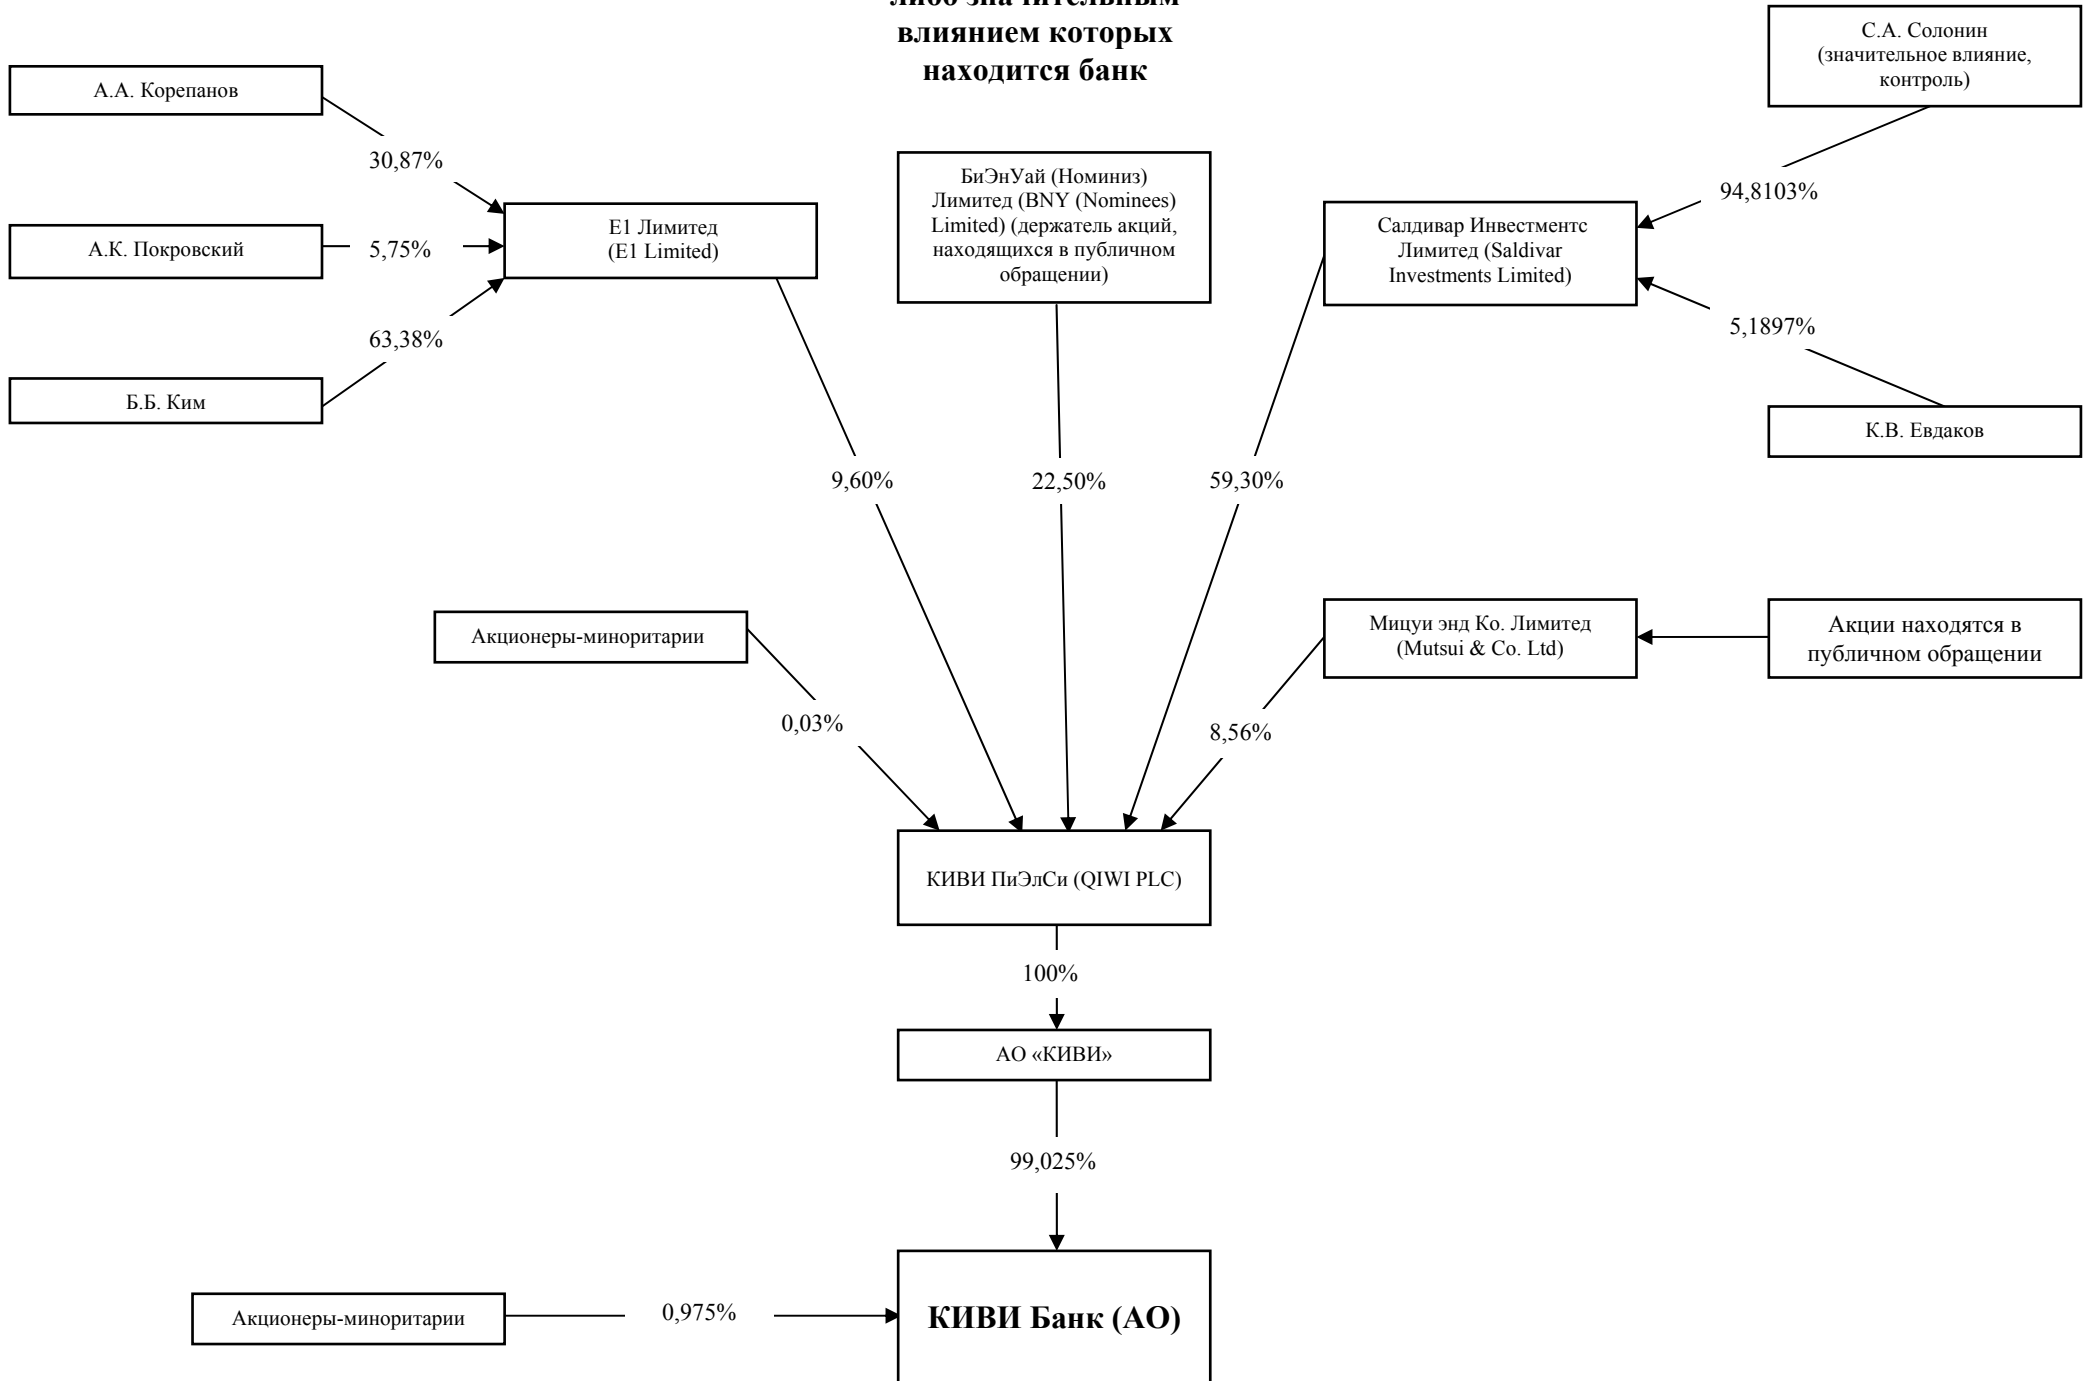 либо значительным
влиянием которых
находится банк
С.А. Солонин
(значительное влияние,
контроль)
А.А. Корепанов
30,87%
БиЭнУай (Номиниз)
Лимитед (BNY (Nominees)
Limited) (держатель акций,
находящихся в публичном
обращении)
94,8103%
А.К. Покровский
5,75%
Е1 Лимитед
(E1 Limited)
Салдивар Инвестментс
Лимитед (Saldivar
Investments Limited)
63,38%
5,1897%
Б.Б. Ким
К.В. Евдаков
9,60%
22,50%
59,30%
Акционеры-миноритарии
Мицуи энд Ко. Лимитед
(Mutsui & Co. Ltd)
Акции находятся в
публичном обращении
0,03%
8,56%
КИВИ ПиЭлСи (QIWI PLC)
100%
АО «КИВИ»
99,025%
Акционеры-миноритарии
0,975%
КИВИ Банк (АО)